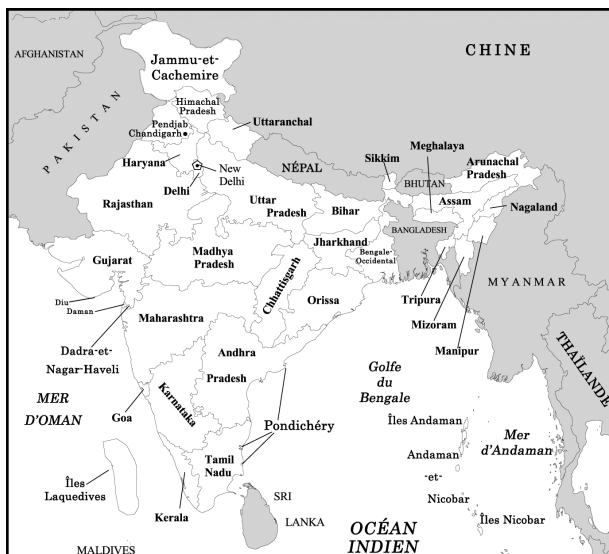 AFGHANISTAN
CHINE
Jammu-et-
Cachemire
PAKISTAN
Himachal
Pradesh
Pendjab
Chandigarh
Uttaranchal
Haryana
Delhi
New
Delhi
NÉPAL
Sikkim
Meghalaya
Arunachal
Pradesh
BHUTAN
Rajasthan
Uttar
Pradesh
Bihar
Assam
Nagaland
BANGLADESH
Gujarat
Madhya
Pradesh
Jharkhand
Bengale-
Occidental
Chhattisgarh
MYANMAR
Diu
Daman
Maharashtra
Orissa
Tripura
Mizoram
Manipur
Dadra-et-
Nagar-Haveli
Andhra
Pradesh
THAÏLANDE
MER
D'OMAN
Goa
Karnataka
Golfe
du
Bengale
Pondichéry
Îles Andaman
Mer
d'Andaman
Andaman
-et-
Nicobar
Îles
Laquedives
Tamil
Nadu
Kerala
SRI
LANKA
Îles Nicobar
MALDIVES
OCÉAN
INDIEN